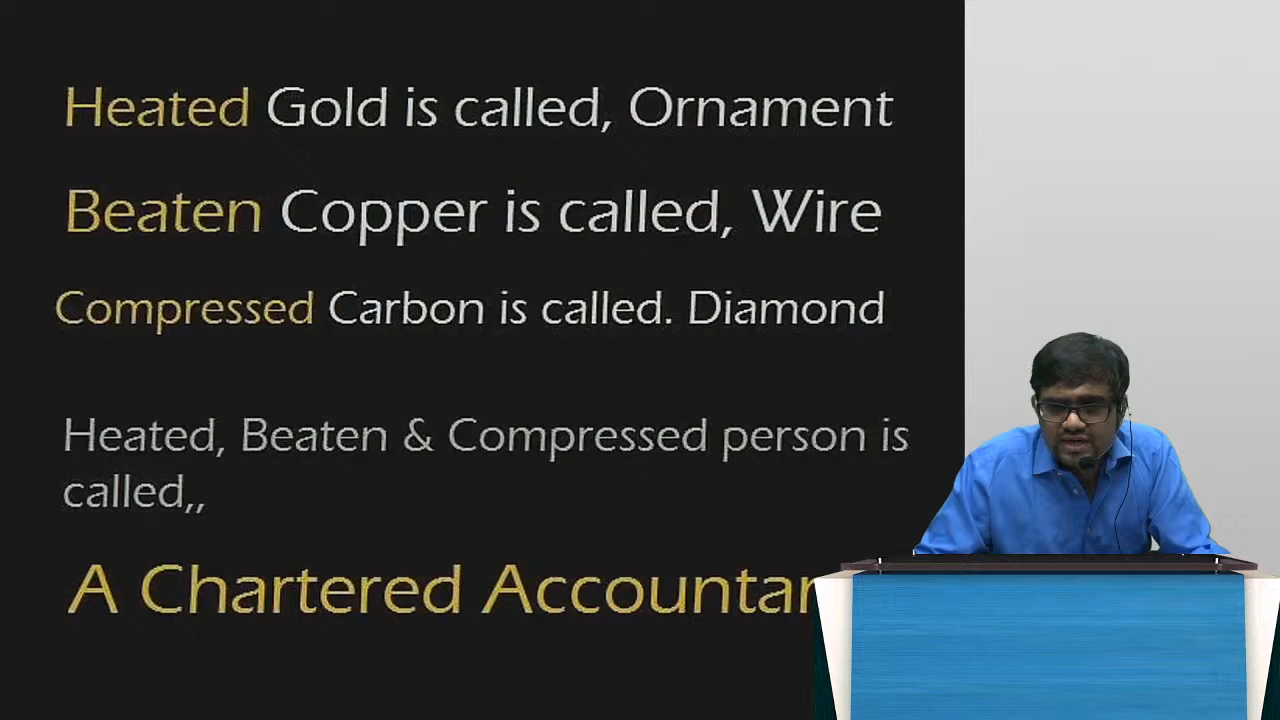 Heated Gold is called, Ornament
Beaten Copper is called, Wire
Compressed Carbon is called. Diamond
Heated, Beaten & Compressed person is
called,,
A Chartered Accountan